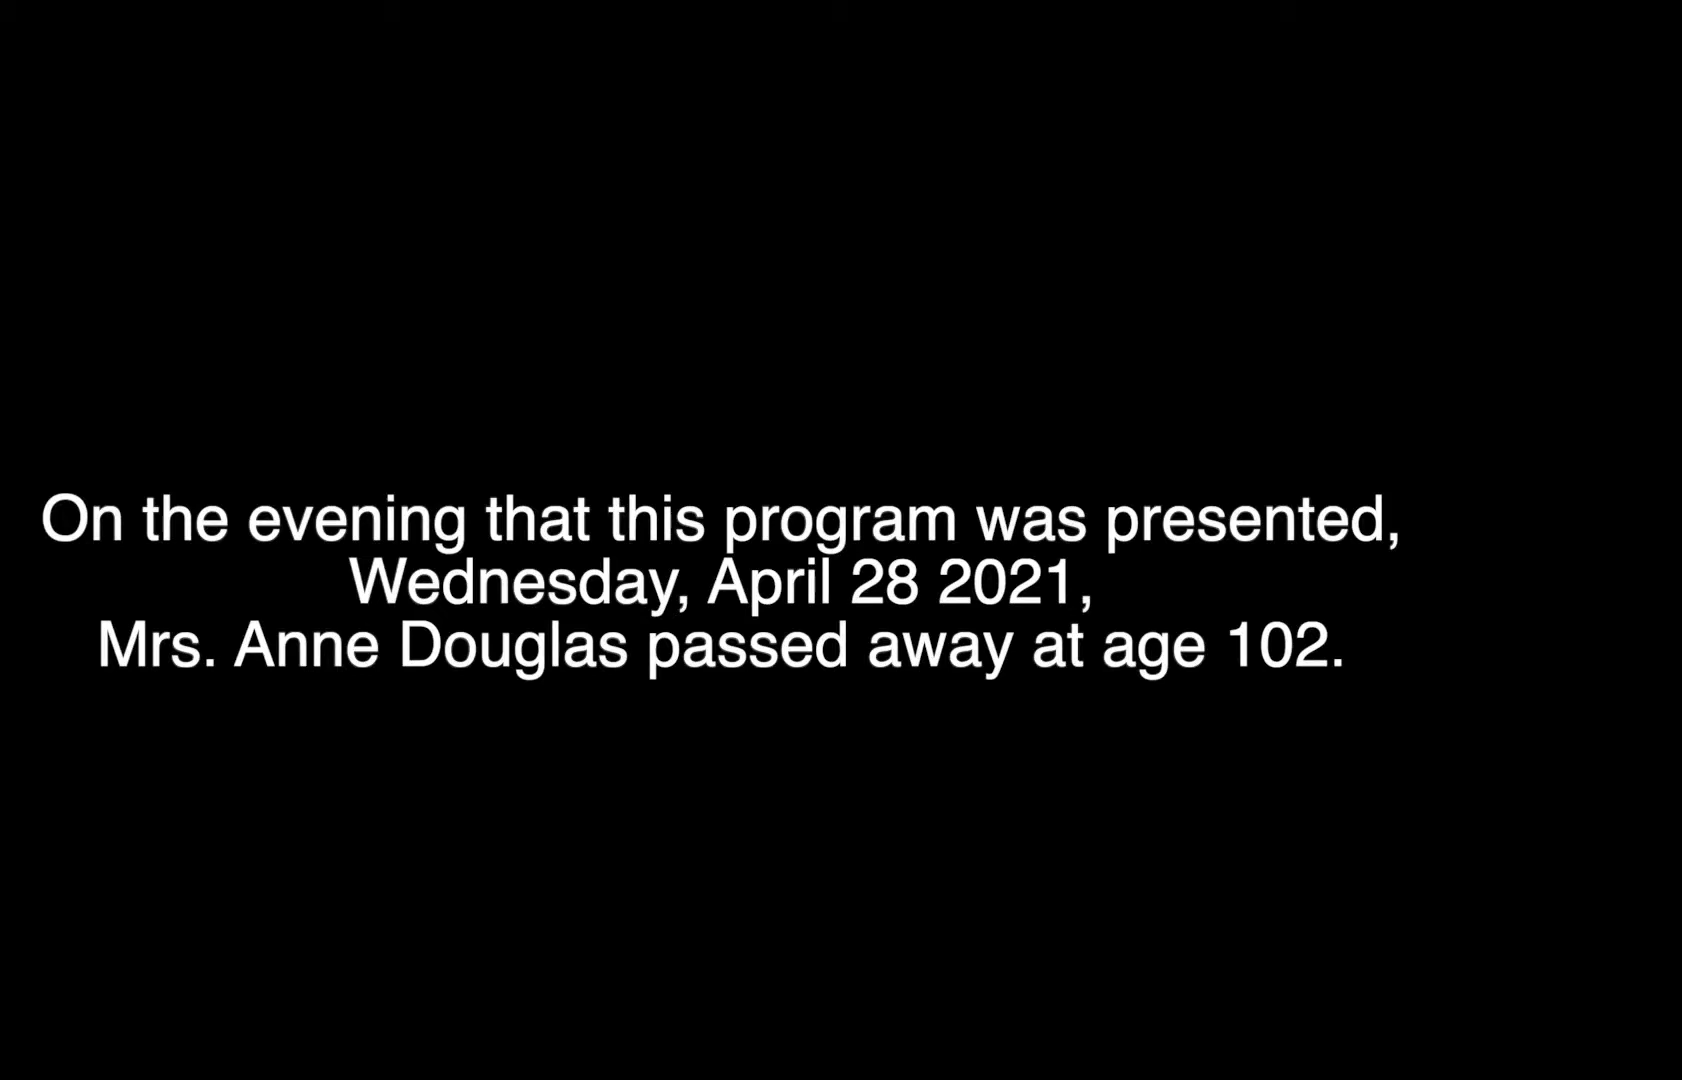 On the evening that this program was presented,
Wednesday, April 28 2021,
Mrs. Anne Douglas passed away at age 102.